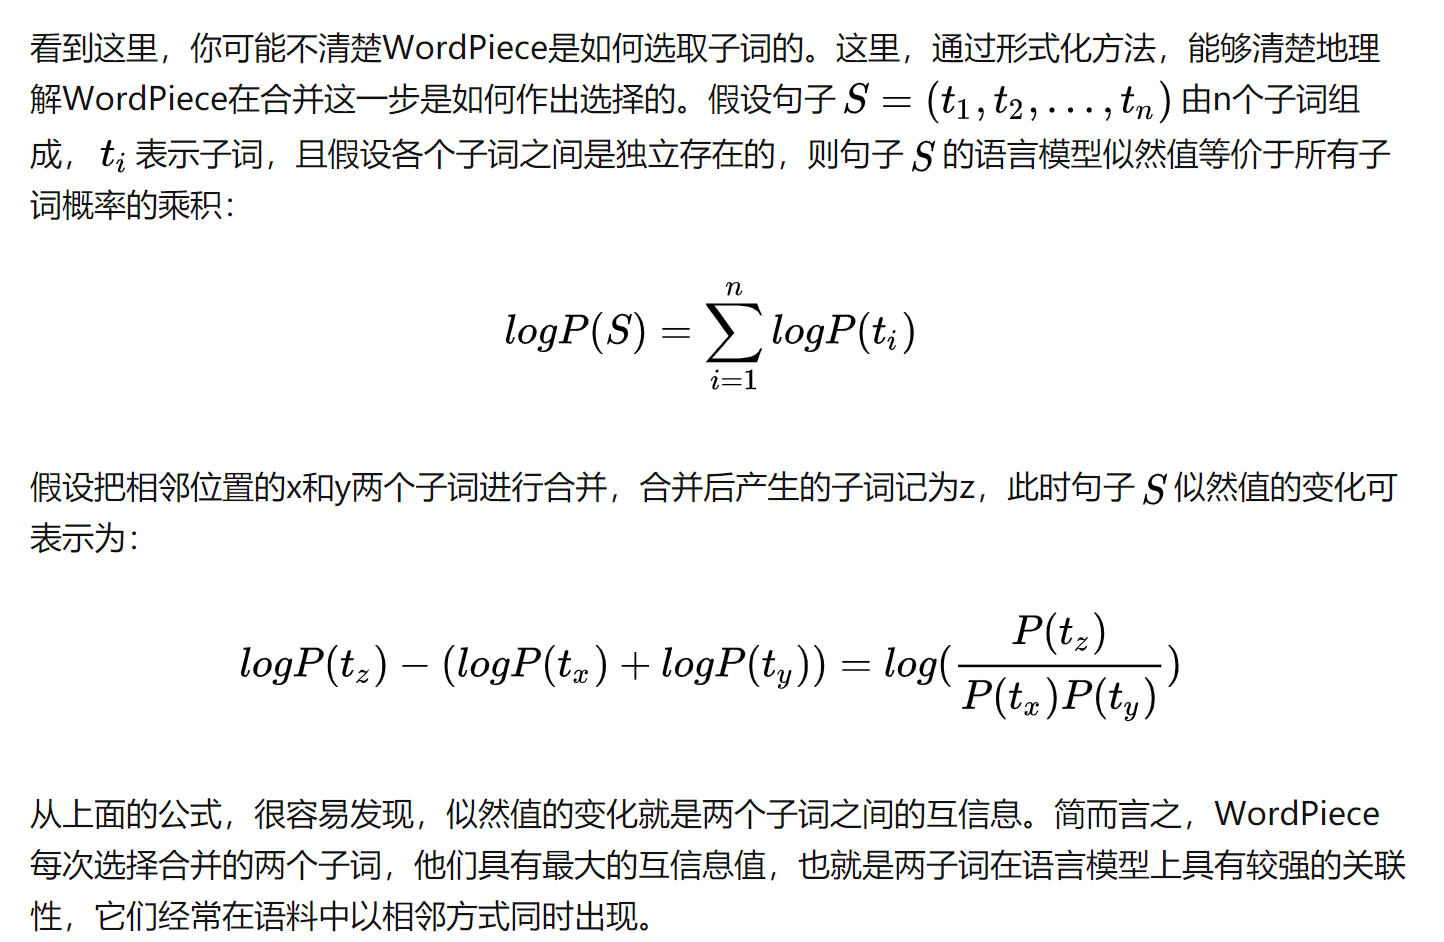 看到这里，你可能不清楚WordPiece是如何选取子词的。这里，通过形式化方法，能够清楚地理
解WordPiece在合并这一步是如何作出选择的。假设句子 S = (t₁, t₂, . . . , tₙ) 由n个子词组
成， tᵢ 表示子词，且假设各个子词之间是独立存在的，则句子 S 的语言模型似然值等价于所有子
词概率的乘积：
logP(S) = \sum_{i=1}^{n} logP(t_i)
假设把相邻位置的x和y两个子词进行合并，合并后产生的子词记为z，此时句子 S 似然值的变化可
表示为：
logP(t_z) − (logP(t_x) + logP(t_y)) = log(\frac{P(t_z)}{P(t_x)P(t_y)})
从上面的公式，很容易发现，似然值的变化就是两个子词之间的互信息。简而言之，WordPiece
每次选择合并的两个子词，他们具有最大的互信息值，也就是两子词在语言模型上具有较强的关联
性，它们经常在语料中以相邻方式同时出现。